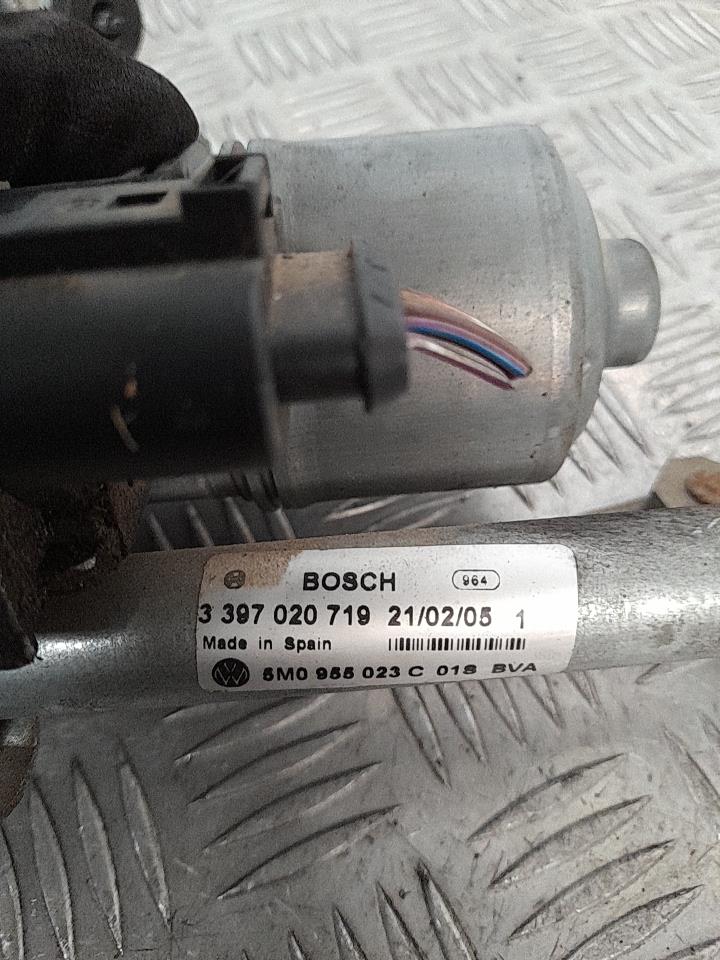 BOSCH 964
3 397 020 719 21/02/05 1
Made in Spain
5M0 955 023 C 01S BVA